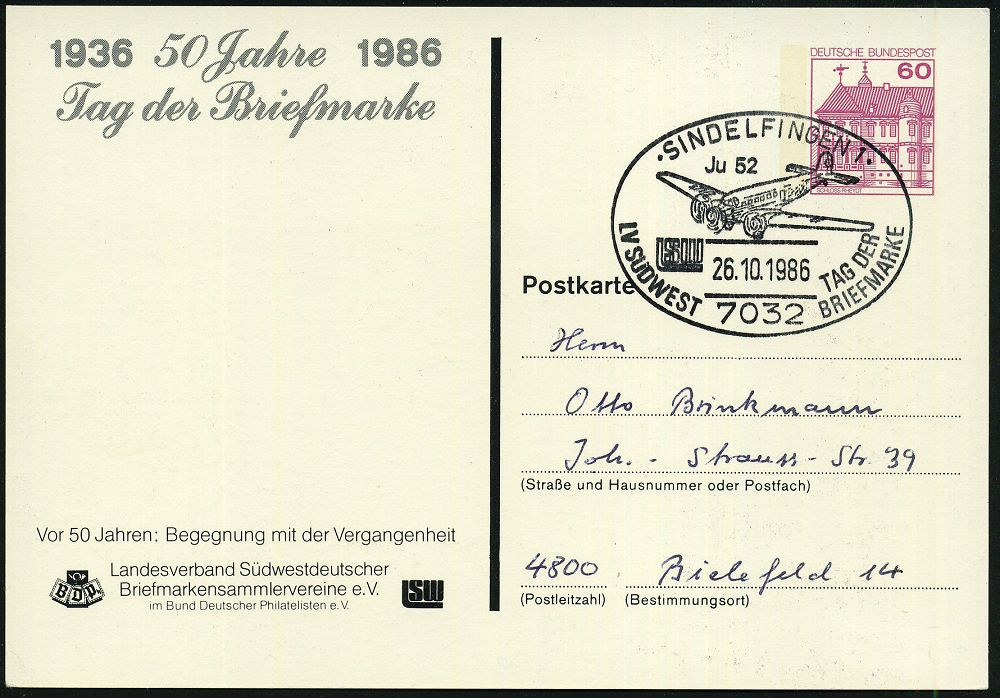 1936 50 Jahre 1986
Tag der Briefmarke
DEUTSCHE BUNDESPOST
60
SCHLOSS RHEYDT
·SINDELFINGEN 1·
Ju 52
LSW
26.10.1986
LV SÜDWEST
TAG DER
BRIEFMARKE
7032
Postkarte
Herrn
Otto Brinkmann
Joh. - Strauss - Str. 39
(Straße und Hausnummer oder Postfach)
4800 Bielefeld 14
(Postleitzahl) (Bestimmungsort)
Vor 50 Jahren: Begegnung mit der Vergangenheit
BDPh
Landesverband Südwestdeutscher
Briefmarkensammlervereine e.V.
im Bund Deutscher Philatelisten e.V.
LSW